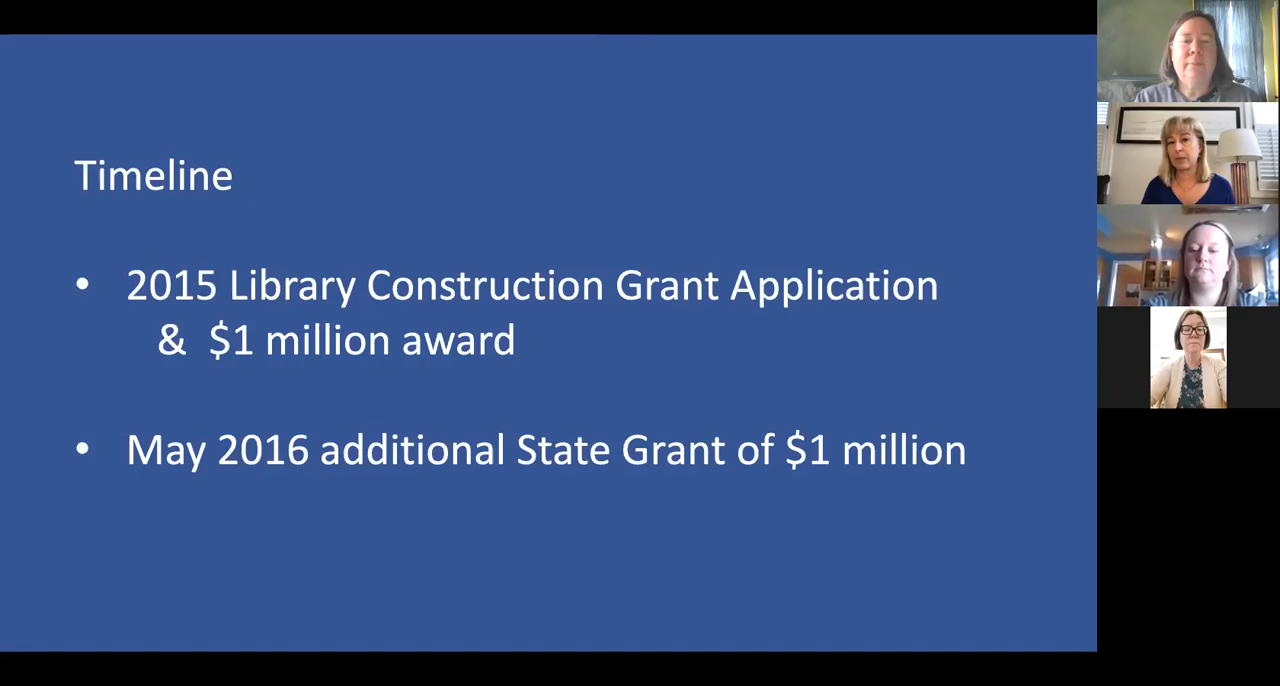 Timeline
• 2015 Library Construction Grant Application
& $1 million award
• May 2016 additional State Grant of $1 million